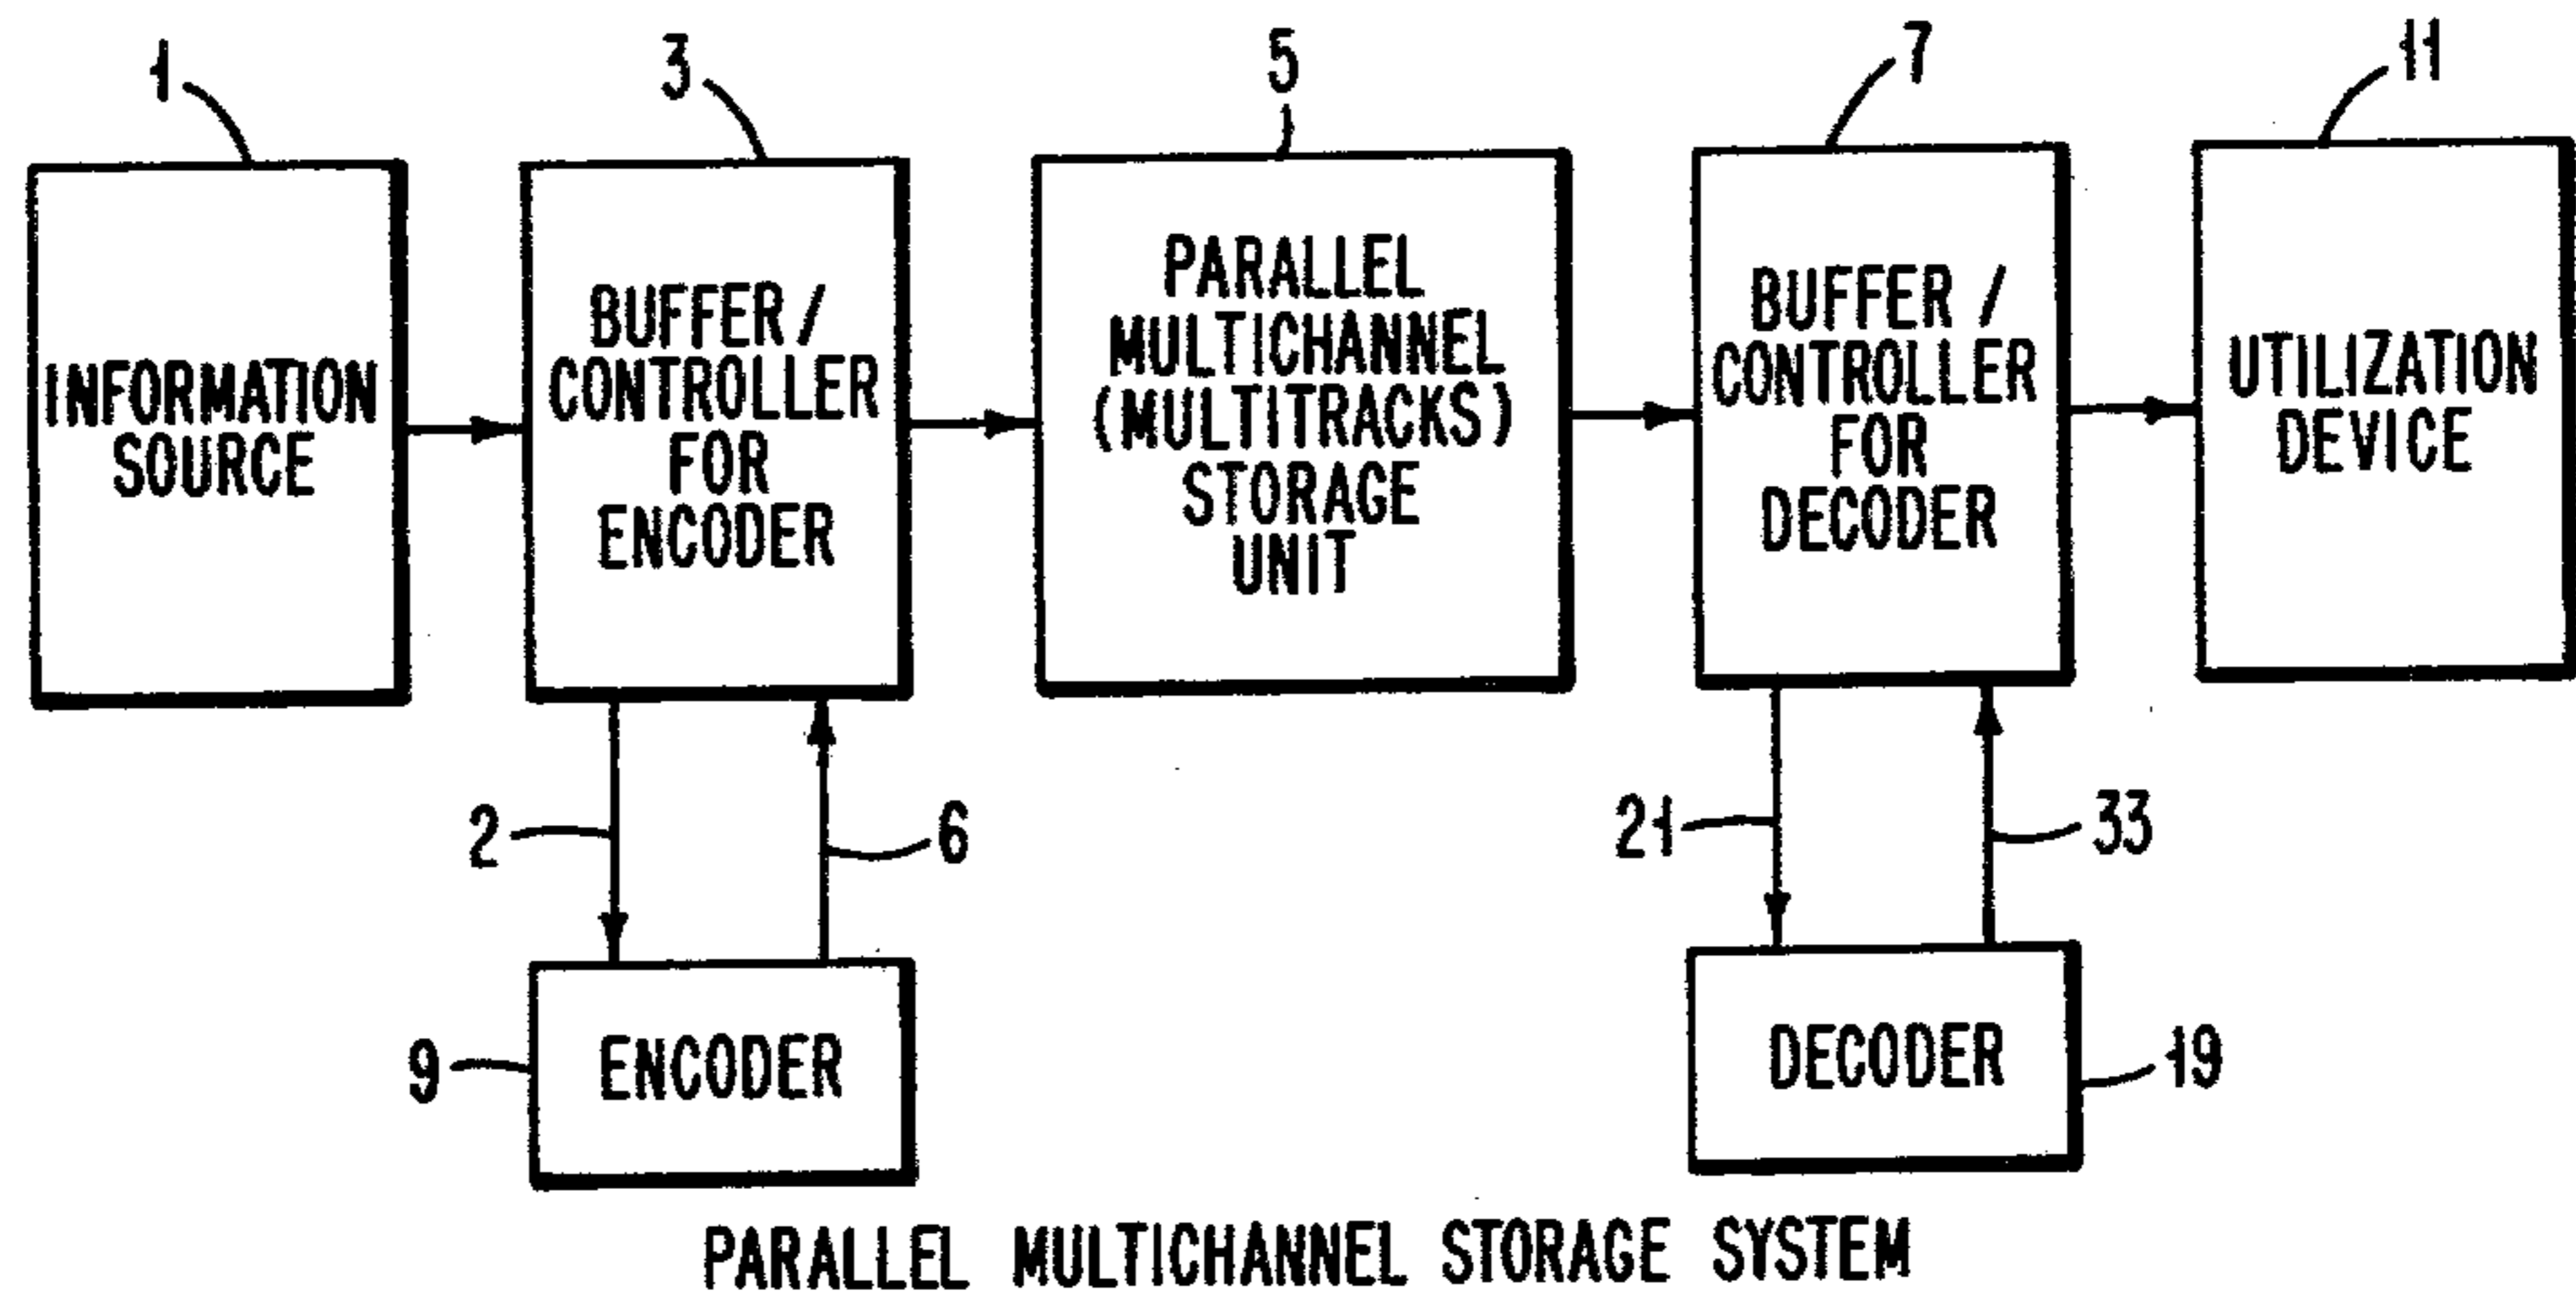 1
3
5
7
11
INFORMATION
SOURCE
BUFFER/
CONTROLLER
FOR
ENCODER
PARALLEL
MULTICHANNEL
(MULTITRACKS)
STORAGE
UNIT
BUFFER /
CONTROLLER
FOR
DECODER
UTILIZATION
DEVICE
2
6
21
33
9
ENCODER
DECODER
19
PARALLEL MULTICHANNEL STORAGE SYSTEM